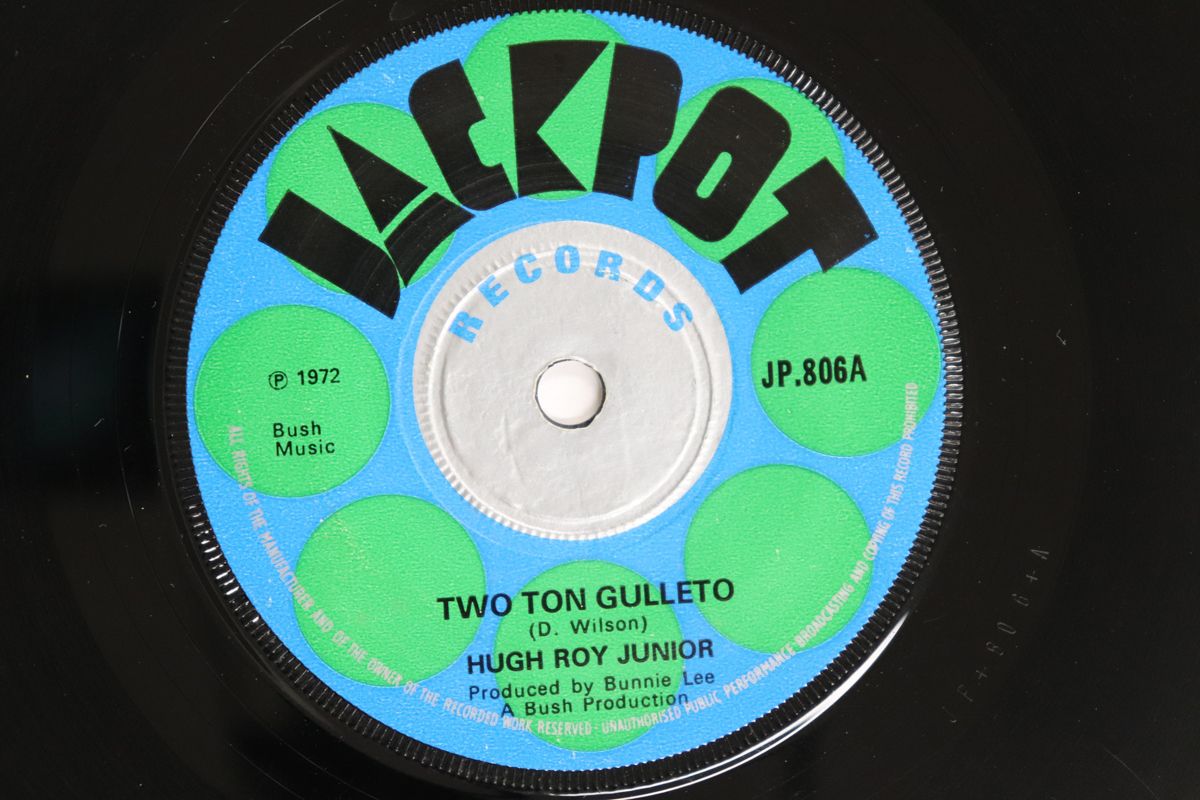 JACKPOT
RECORDS
℗ 1972
Bush
Music
JP.806A
TWO TON GULLETO
(D. Wilson)
HUGH ROY JUNIOR
Produced by Bunnie Lee
A Bush Production
ALL RIGHTS OF THE MANUFACTURER AND OF THE OWNER OF THE RECORDED WORK RESERVED - UNAUTHORISED PUBLIC PERFORMANCE · BROADCASTING AND COPYING OF THIS RECORD PROHIBITED